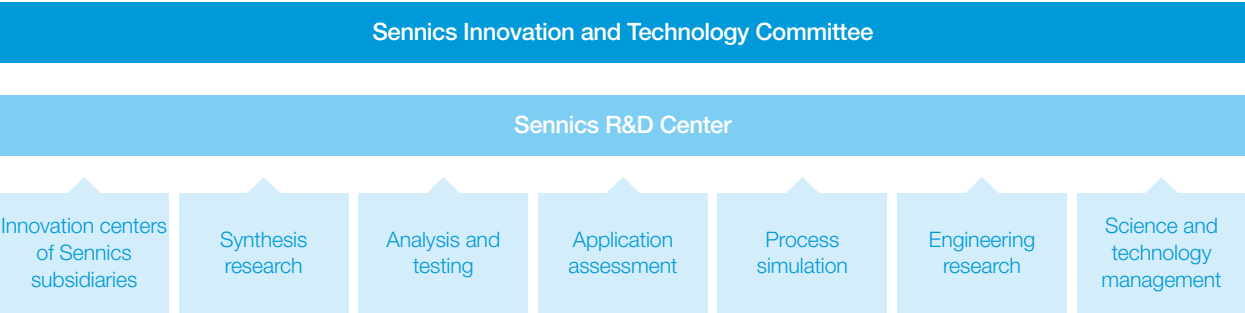 Sennics Innovation and Technology Committee
Sennics R&D Center
Innovation centers
of Sennics
subsidiaries
Synthesis
research
Analysis and
testing
Application
assessment
Process
simulation
Engineering
research
Science and
technology
management